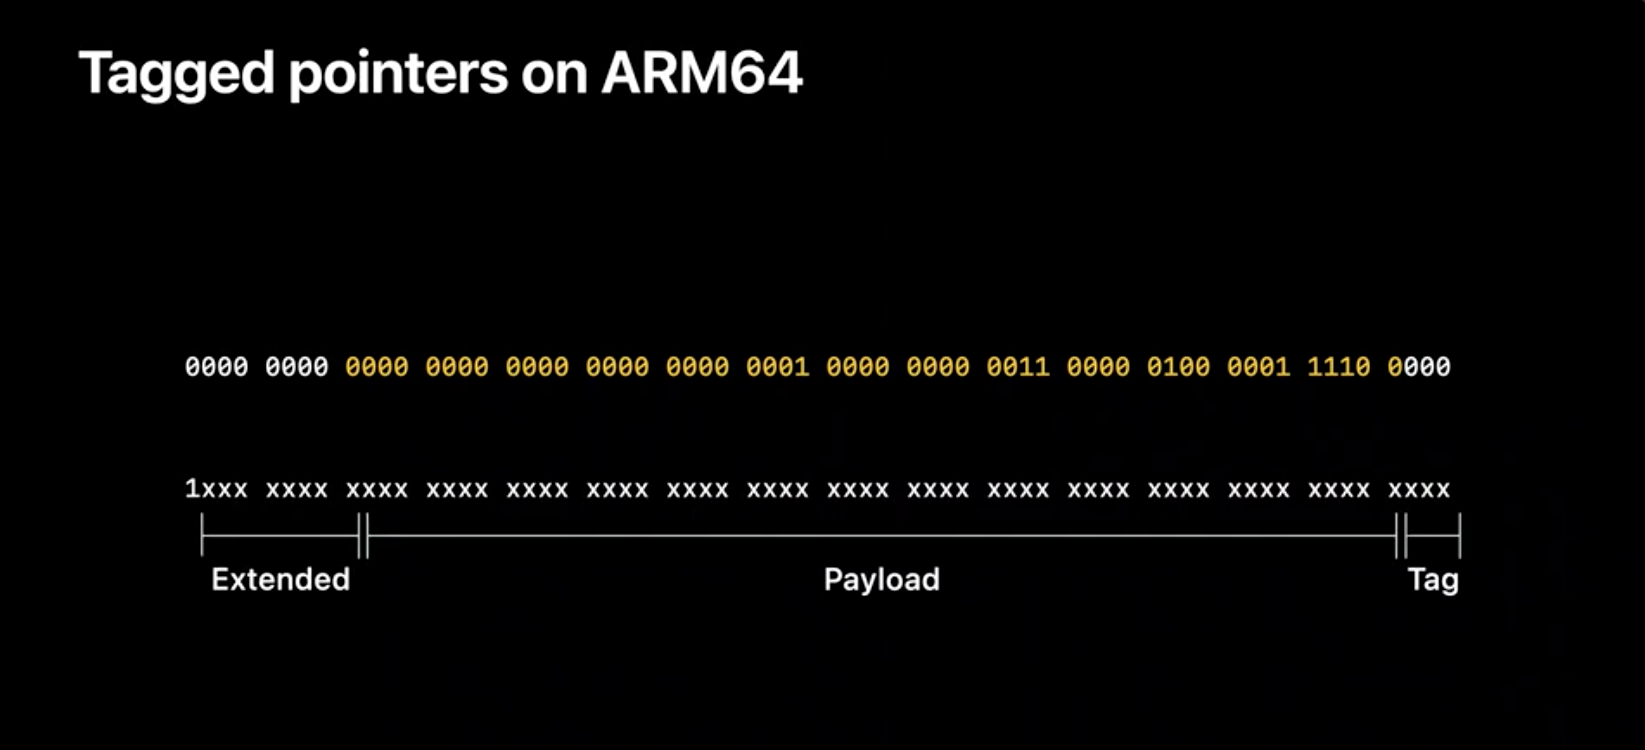 Tagged pointers on ARM64
0000 0000 0000 0000 0000 0000 0000 0001 0000 0000 0011 0000 0100 0001 1110 0000
1xxx xxxx xxxx xxxx xxxx xxxx xxxx xxxx xxxx xxxx xxxx xxxx xxxx xxxx xxxx xxxx
Extended Payload Tag